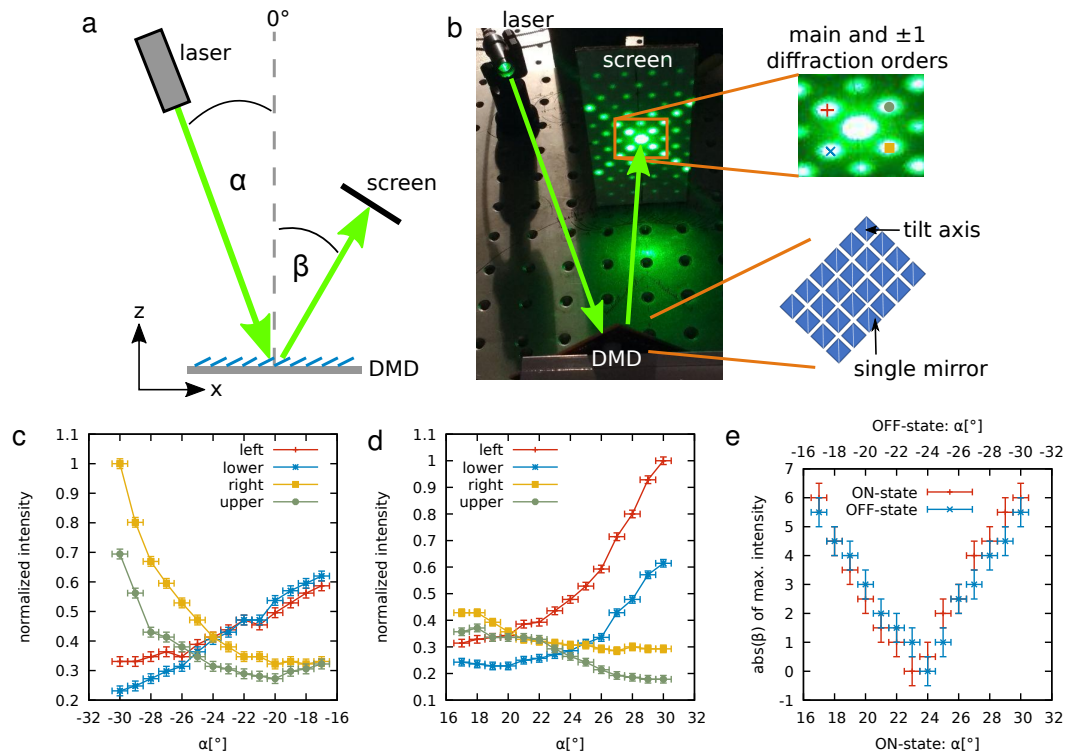 a
0°
laser
α
β
screen
z
x
DMD
b
laser
screen
DMD
main and ±1
diffraction orders
tilt axis
single mirror
c
1.1
1
0.9
0.8
0.7
0.6
0.5
0.4
0.3
0.2
normalized intensity
left
lower
right
upper
-32 -30 -28 -26 -24 -22 -20 -18 -16
α[°]
d
1.1
1
0.9
0.8
0.7
0.6
0.5
0.4
0.3
0.2
0.1
normalized intensity
left
lower
right
upper
16 18 20 22 24 26 28 30 32
α[°]
e
OFF-state: α[°]
-16 18 20 22 24 26 28 30 32
7
6
5
4
3
2
1
0
-1
abs(β) of max. intensity
ON-state
OFF-state
-16 18 20 22 24 26 28 30 32
ON-state: α[°]